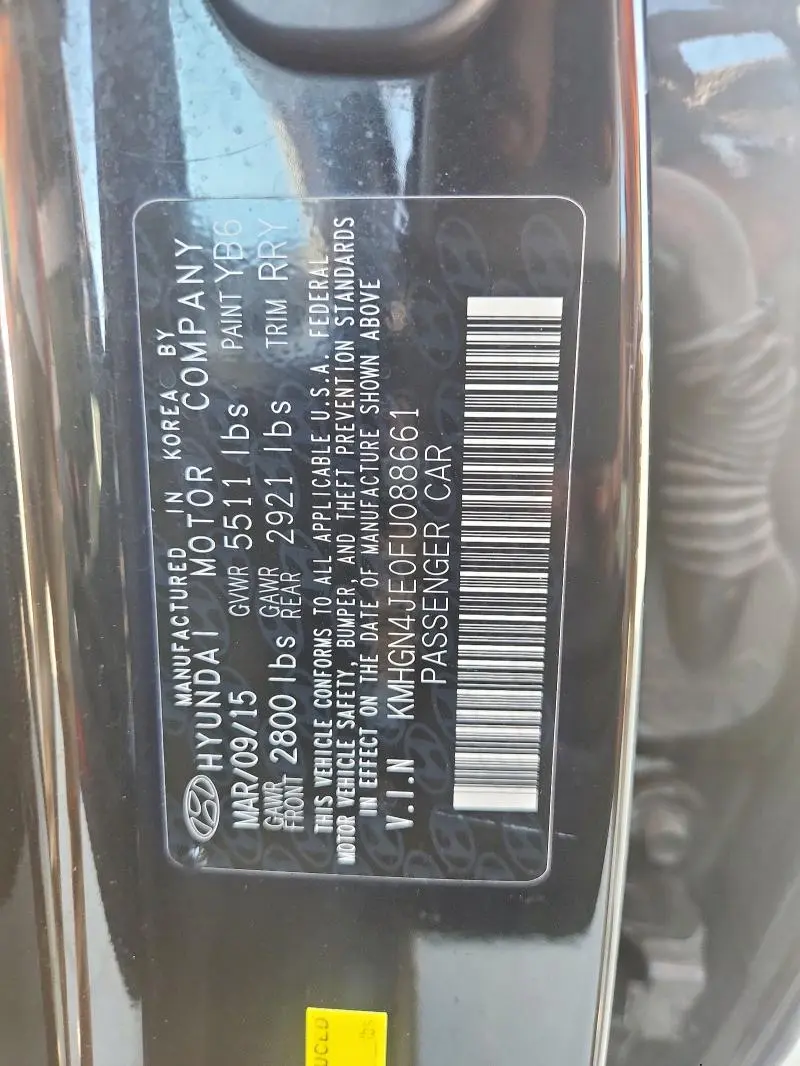 MANUFACTURED IN KOREA BY
HYUNDAI MOTOR COMPANY
MAR/09/15 GVWR 5511 lbs PAINT YB6
GAWR FRONT 2800 lbs GAWR REAR 2921 lbs TRIM RRY
THIS VEHICLE CONFORMS TO ALL APPLICABLE U.S.A. FEDERAL
MOTOR VEHICLE SAFETY, BUMPER, AND THEFT PREVENTION STANDARDS
IN EFFECT ON THE DATE OF MANUFACTURE SHOWN ABOVE
V.I.N KMHGN4JE0FU088661
PASSENGER CAR
UCED
lbs